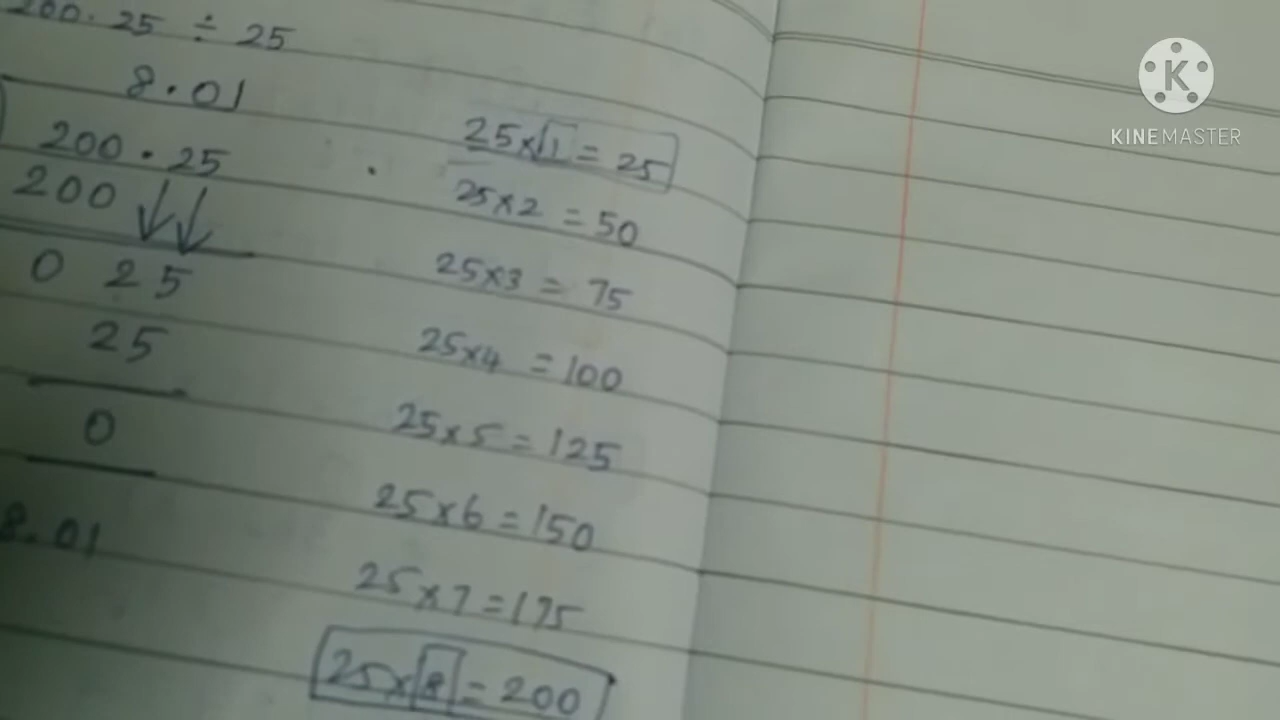 200.25 ÷ 25
8.01
200.25
200
0 25
25
0
8.01
25×1 = 25
25×2 = 50
25×3 = 75
25×4 = 100
25×5 = 125
25×6 = 150
25×7 = 175
25×8 = 200
K
KINEMASTER